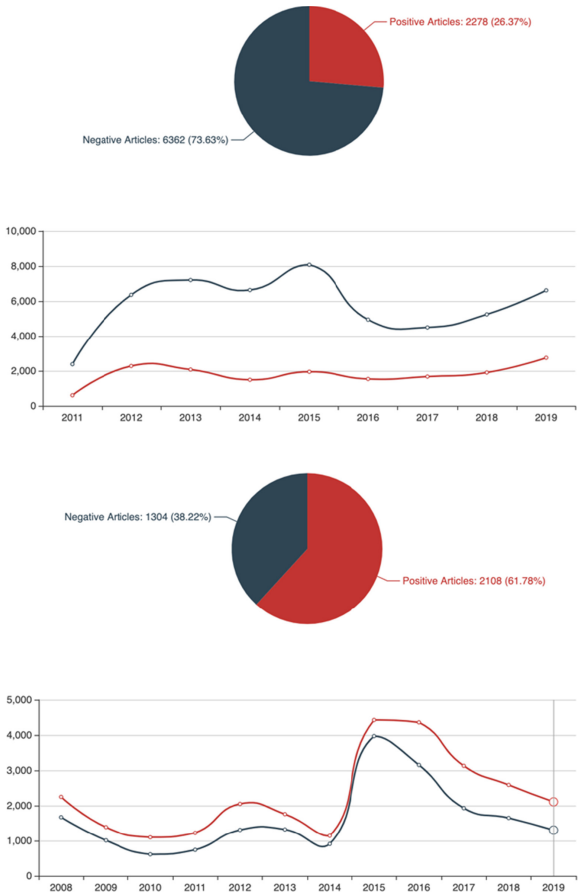 Positive Articles: 2278 (26.37%)
Negative Articles: 6362 (73.63%)
10,000
8,000
6,000
4,000
2,000
0
2011 2012 2013 2014 2015 2016 2017 2018 2019
Negative Articles: 1304 (38.22%)
Positive Articles: 2108 (61.78%)
5,000
4,000
3,000
2,000
1,000
0
2008 2009 2010 2011 2012 2013 2014 2015 2016 2017 2018 2019